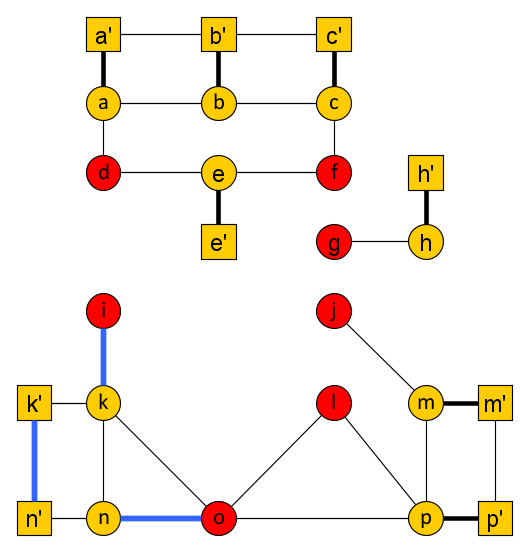 a' b' c'
a b c
d e f h'
e' g h
i j
k' k l m m'
n' n o p p'